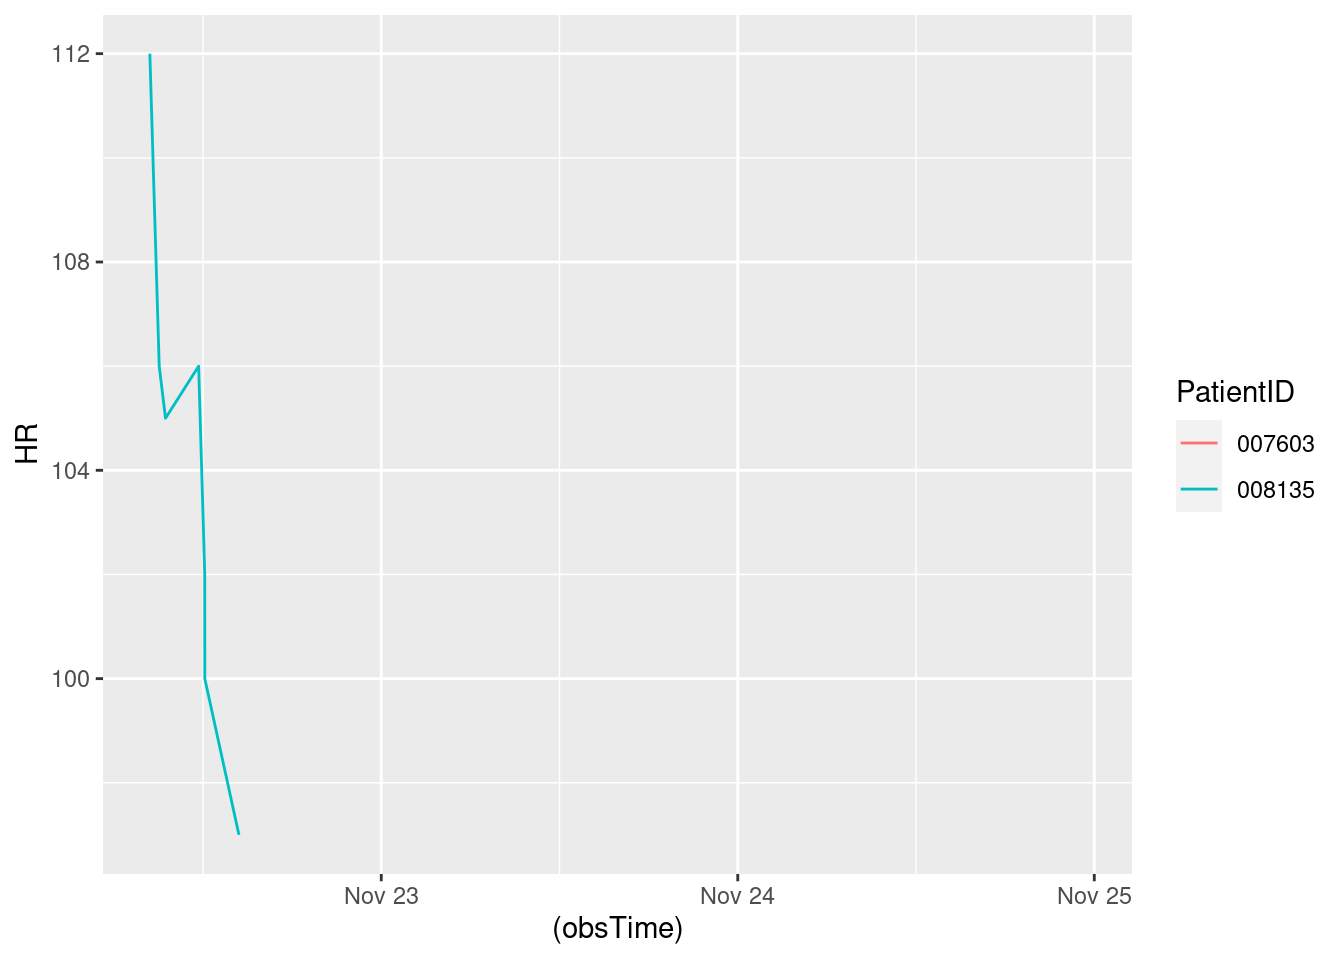 112
108
104
100
HR
Nov 23
Nov 24
Nov 25
(obsTime)
PatientID
007603
008135